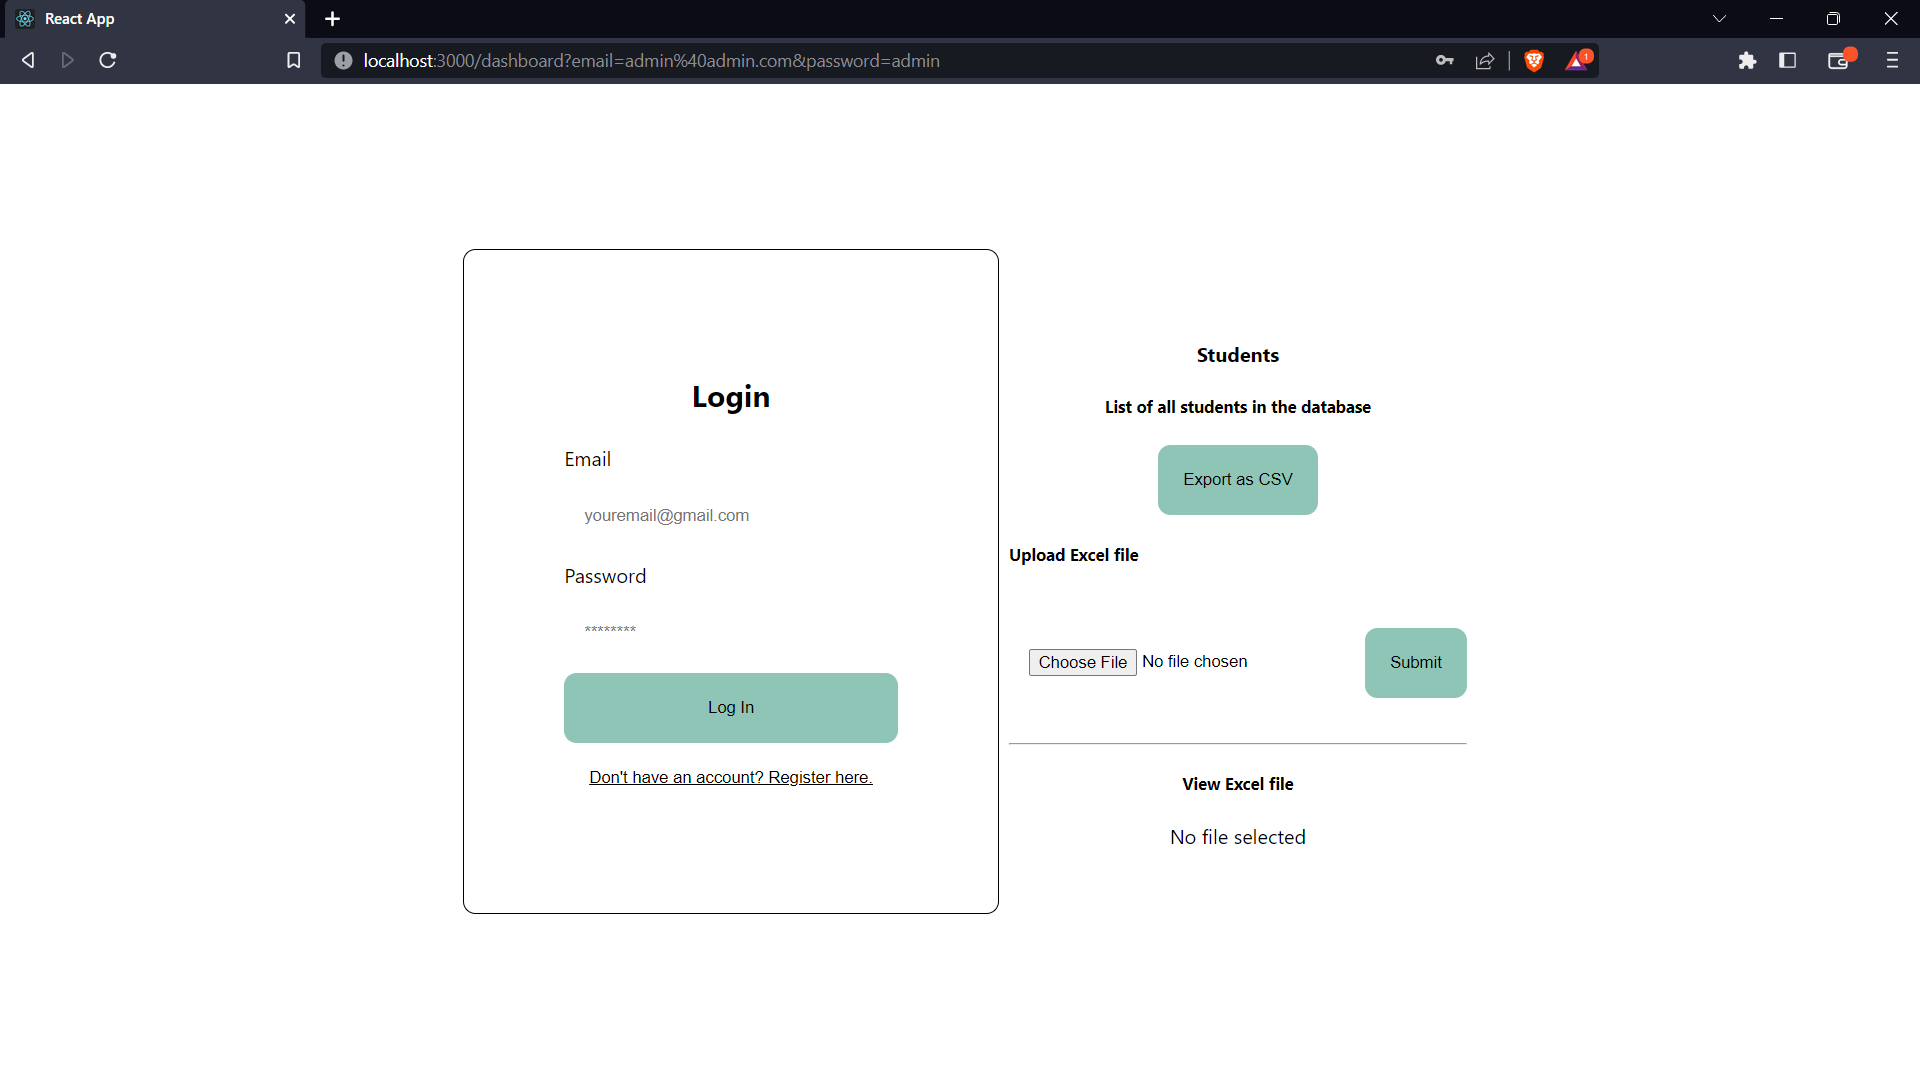 React App
localhost:3000/dashboard?email=admin%40admin.com&password=admin
1
Login
Email
youremail@gmail.com
Password
********
Log In
Don't have an account? Register here.
Students
List of all students in the database
Export as CSV
Upload Excel file
Choose File No file chosen
Submit
View Excel file
No file selected